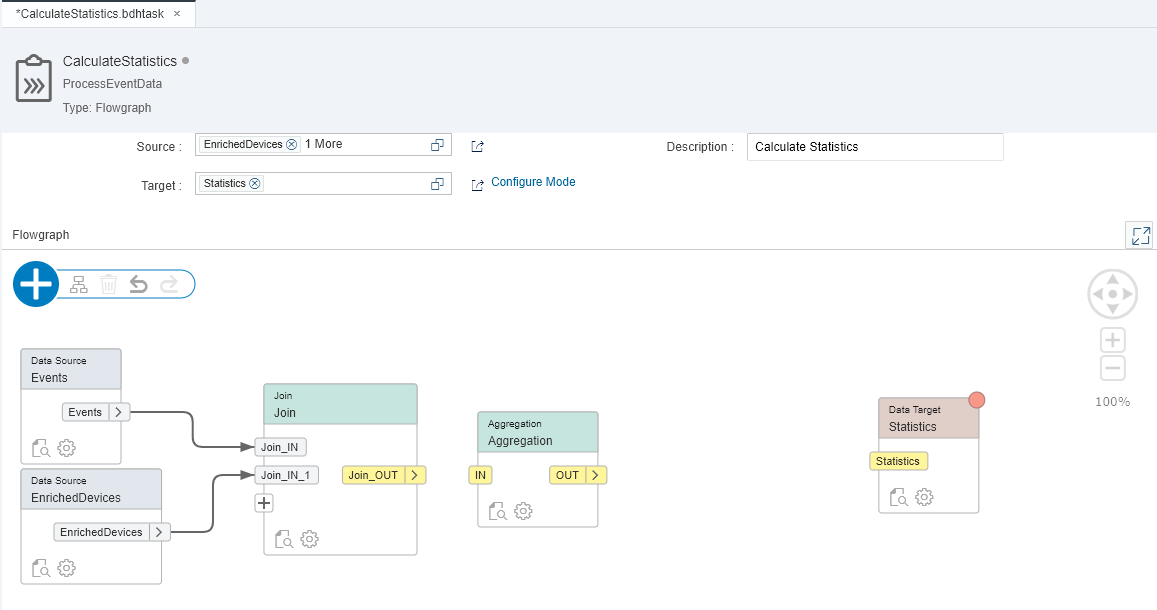 *CalculateStatistics.bdhtask ×
CalculateStatistics
ProcessEventData
Type: Flowgraph
Source : EnrichedDevices 1 More
Description : Calculate Statistics
Target : Statistics
Configure Mode
Flowgraph
100%
Data Source
Events
Events
Data Source
EnrichedDevices
EnrichedDevices
Join
Join
Join_IN
Join_IN_1
Join_OUT
Aggregation
Aggregation
IN
OUT
Data Target
Statistics
Statistics